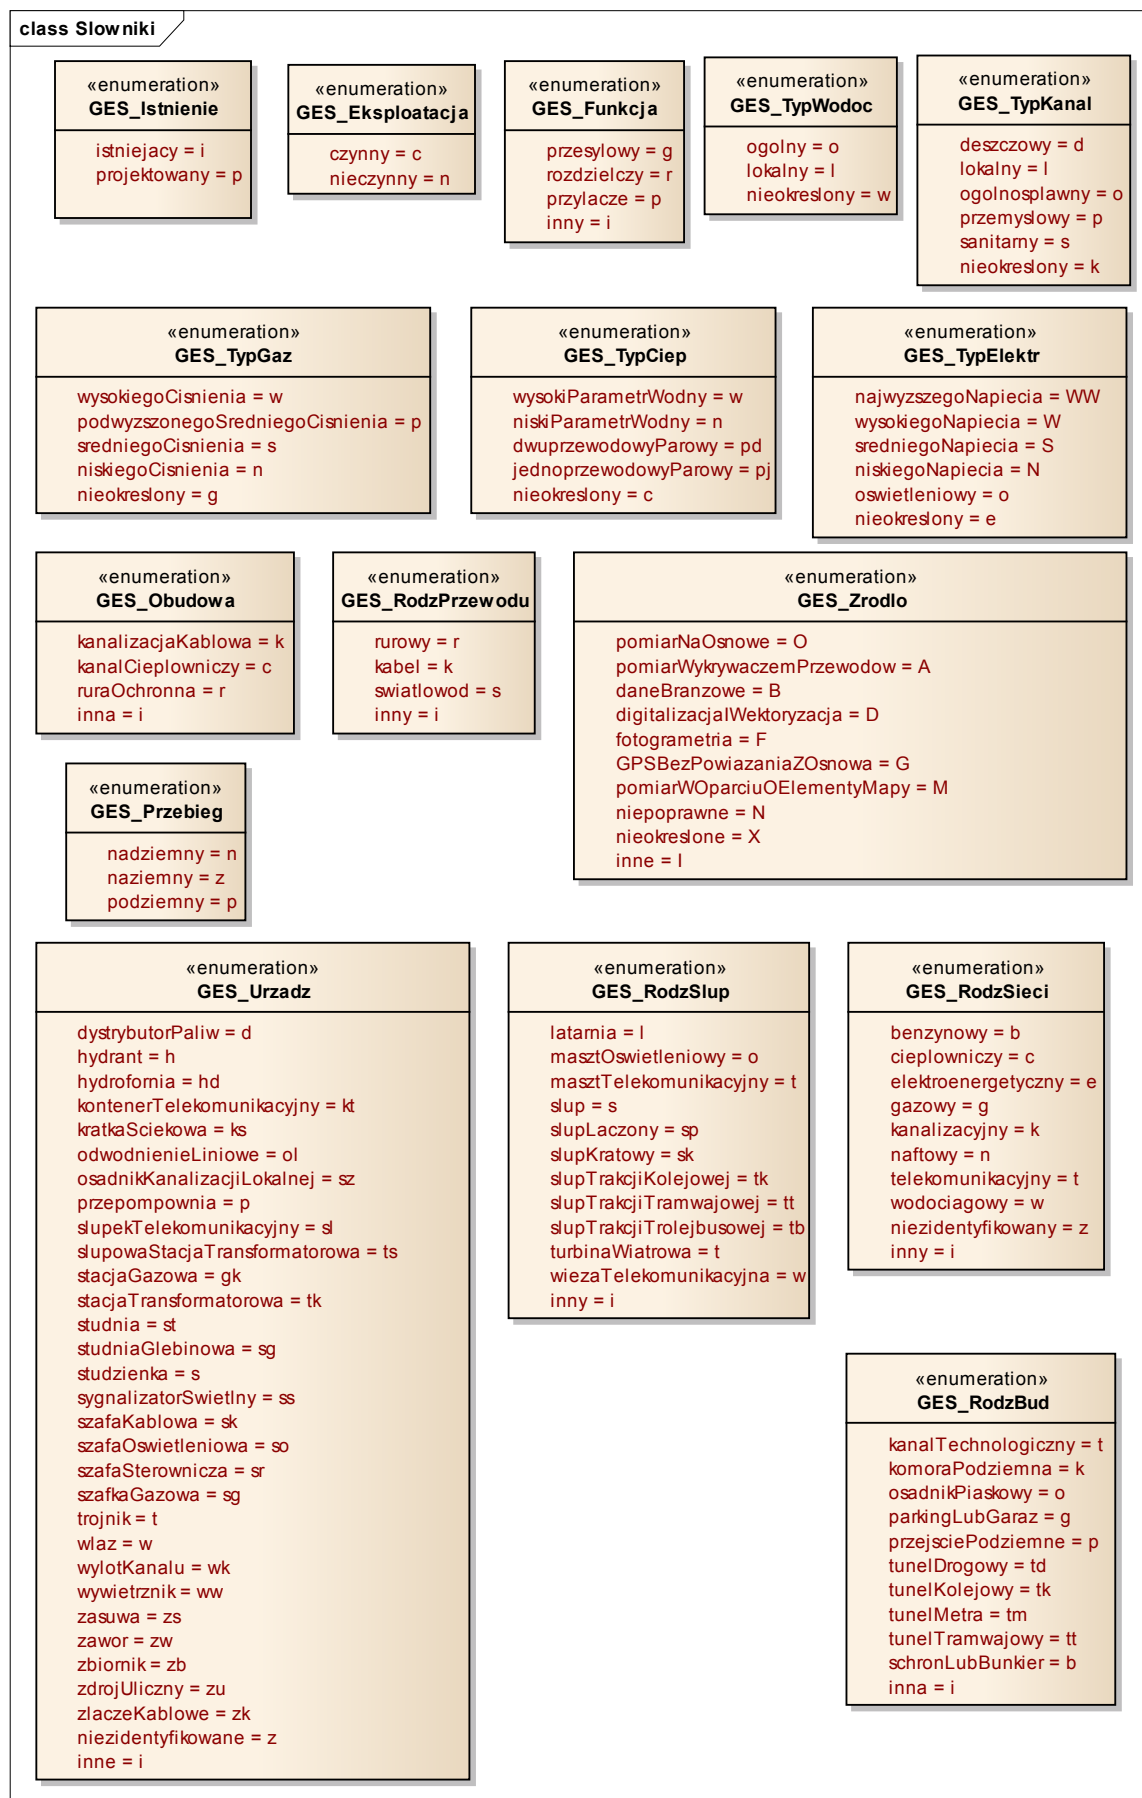 class Slowniki
«enumeration»
GES_Istnienie
istniejacy = i
projektowany = p
«enumeration»
GES_Eksploatacja
czynny = c
nieczynny = n
«enumeration»
GES_Funkcja
przesylowy = g
rozdzielczy = r
przylacze = p
inny = i
«enumeration»
GES_TypWodoc
ogolny = o
lokalny = l
nieokreslony = w
«enumeration»
GES_TypKanal
deszczowy = d
lokalny = l
ogolnosplawny = o
przemyslowy = p
sanitarny = s
nieokreslony = k
«enumeration»
GES_TypGaz
wysokiegoCisnienia = w
podwyzszonegoSredniegoCisnienia = p
sredniegoCisnienia = s
niskiegoCisnienia = n
nieokreslony = g
«enumeration»
GES_TypCiep
wysokiParametrWodny = w
niskiParametrWodny = n
dwuprzewodowyParowy = pd
jednoprzewodowyParowy = pj
nieokreslony = c
«enumeration»
GES_TypElektr
najwyzszegoNapiecia = WW
wysokiegoNapiecia = W
sredniegoNapiecia = S
niskiegoNapiecia = N
oswietleniowy = o
nieokreslony = e
«enumeration»
GES_Obudowa
kanalizacjaKablowa = k
kanalCieplowniczy = c
ruraOchronna = r
inna = i
«enumeration»
GES_RodzPrzewodu
rurowy = r
kabel = k
swiatlowod = s
inny = i
«enumeration»
GES_Zrodlo
pomiarNaOsnowe = O
pomiarWykrywaczemPrzewodow = A
daneBranzowe = B
digitalizacjaIWektoryzacja = D
fotogrametria = F
GPSBezPowiazaniaZOsnowa = G
pomiarWOparciuOElementyMapy = M
niepoprawne = N
nieokreslone = X
inne = I
«enumeration»
GES_Przebieg
nadziemny = n
naziemny = z
podziemny = p
«enumeration»
GES_Urzadz
dystrybutorPaliw = d
hydrant = h
hydrofornia = hd
kontenerTelekomunikacyjny = kt
kratkaSciekowa = ks
odwodnienieLiniowe = ol
osadnikKanalizacjiLokalnej = sz
przepompownia = p
slupekTelekomunikacyjny = sl
slupowaStacjaTransformatorowa = ts
stacjaGazowa = gk
stacjaTransformatorowa = tk
studnia = st
studniaGlebinowa = sg
studzienka = s
sygnalizatorSwietlny = ss
szafaKablowa = sk
szafaOswietleniowa = so
szafaSterownicza = sr
szafkaGazowa = sg
trojnik = t
wlaz = w
wylotKanalu = wk
wywietrznik = ww
zasuwa = zs
zawor = zw
zbiornik = zb
zdrojUliczny = zu
zlaczeKablowe = zk
niezidentyfikowane = z
inne = i
«enumeration»
GES_RodzSlup
latarnia = l
masztOswietleniowy = o
masztTelekomunikacyjny = t
slup = s
slupLaczony = sp
slupKratowy = sk
slupTrakcjiKolejowej = tk
slupTrakcjiTramwajowej = tt
slupTrakcjiTrolejbusowej = tb
turbinaWiatrowa = t
wiezaTelekomunikacyjna = w
inny = i
«enumeration»
GES_RodzSieci
benzynowy = b
cieplowniczy = c
elektroenergetyczny = e
gazowy = g
kanalizacyjny = k
naftowy = n
telekomunikacyjny = t
wodociagowy = w
niezidentyfikowany = z
inny = i
«enumeration»
GES_RodzBud
kanalTechnologiczny = t
komoraPodziemna = k
osadnikPiaskowy = o
parkingLubGaraz = g
przejsciePodziemne = p
tunelDrogowy = td
tunelKolejowy = tk
tunelMetra = tm
tunelTramwajowy = tt
schronLubBunkier = b
inna = i